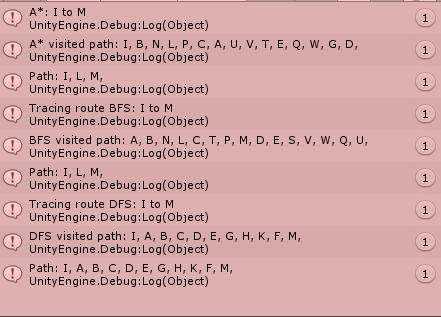 A*: I to M
UnityEngine.Debug:Log(Object)
1
A* visited path: I, B, N, L, P, C, A, U, V, T, E, Q, W, G, D,
UnityEngine.Debug:Log(Object)
1
Path: I, L, M,
UnityEngine.Debug:Log(Object)
1
Tracing route BFS: I to M
UnityEngine.Debug:Log(Object)
1
BFS visited path: A, B, N, L, C, T, P, M, D, E, S, V, W, Q, U,
UnityEngine.Debug:Log(Object)
1
Path: I, L, M,
UnityEngine.Debug:Log(Object)
1
Tracing route DFS: I to M
UnityEngine.Debug:Log(Object)
1
DFS visited path: I, A, B, C, D, E, G, H, K, F, M,
UnityEngine.Debug:Log(Object)
1
Path: I, A, B, C, D, E, G, H, K, F, M,
UnityEngine.Debug:Log(Object)
1